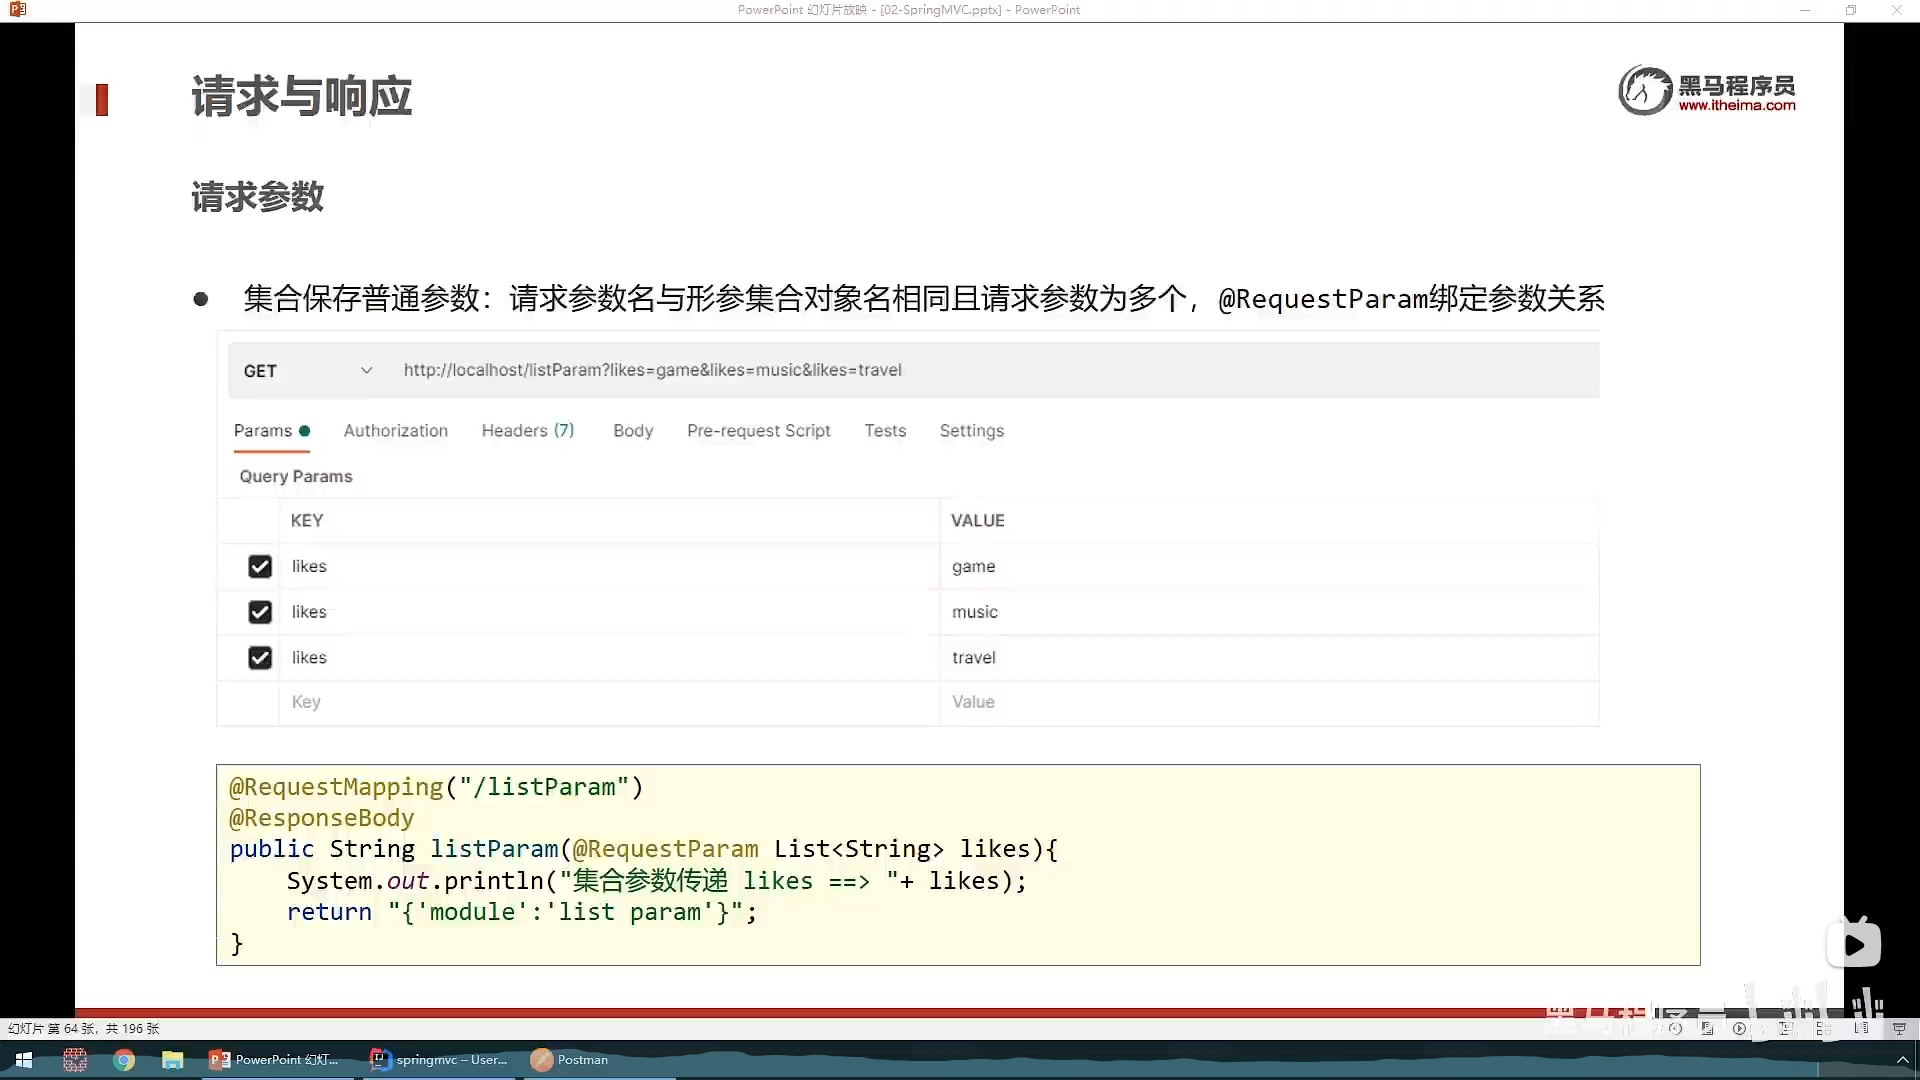 PowerPoint 幻灯片放映 - [02-SpringMVC.pptx] - PowerPoint
请求与响应
黑马程序员
www.itheima.com
请求参数
集合保存普通参数：请求参数名与形参集合对象名相同且请求参数为多个，@RequestParam绑定参数关系
GET http://localhost/listParam?likes=game&likes=music&likes=travel
Params Authorization Headers (7) Body Pre-request Script Tests Settings
Query Params
KEY VALUE
likes game
likes music
likes travel
Key Value
@RequestMapping("/listParam")
@ResponseBody
public String listParam(@RequestParam List<String> likes){
System.out.println("集合参数传递 likes ==> "+ likes);
return "{'module':'list param'}";
}
幻灯片 第 64 张，共 196 张
PowerPoint 幻灯... springmvc – User... Postman